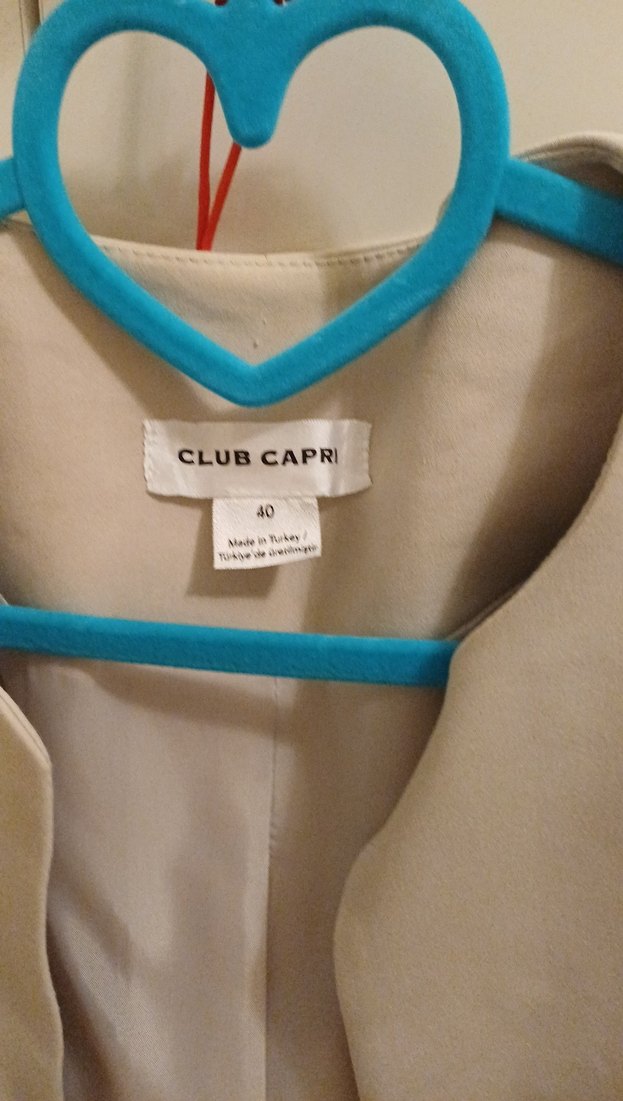 CLUB CAPRI
40
Made in Turkey /
Türkiye'de üretilmiştir